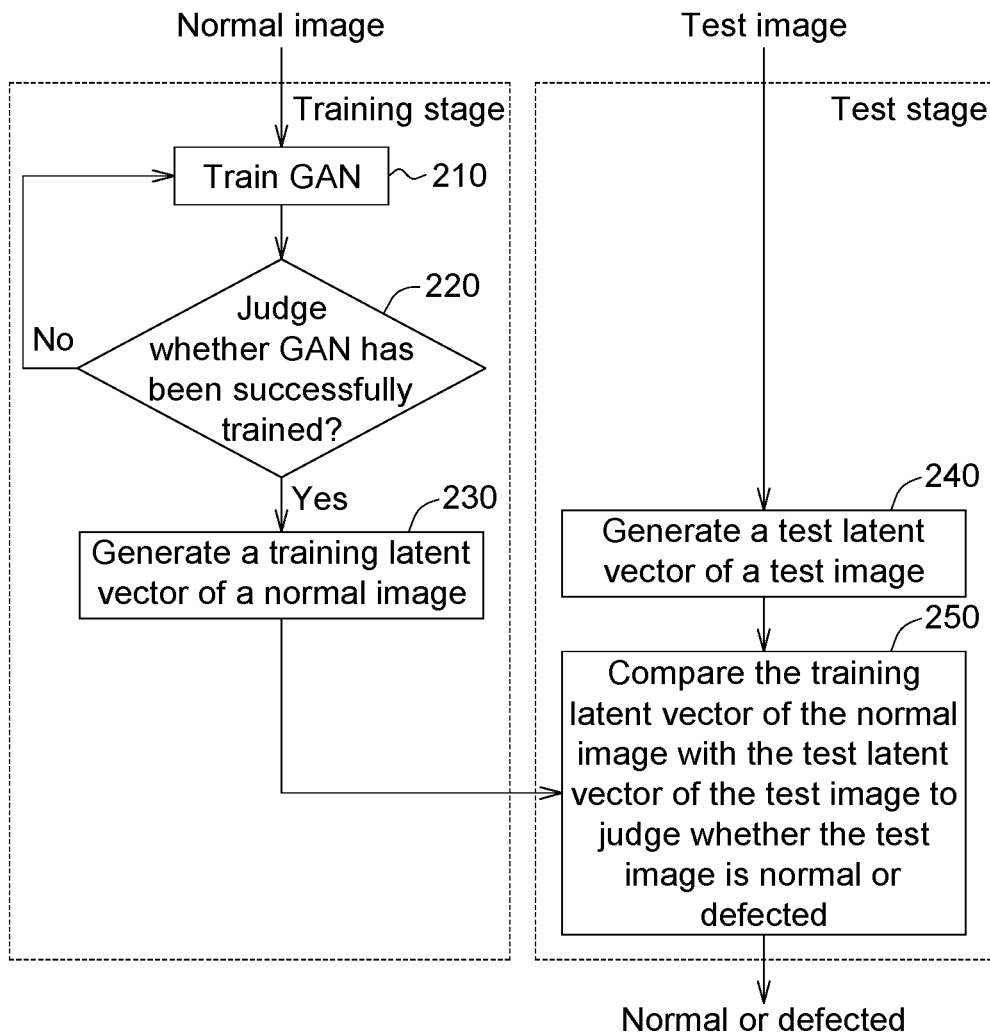 Normal image
Training stage
Train GAN
210
220
Judge
whether GAN has
been successfully
trained?
No
Yes
230
Generate a training latent
vector of a normal image
Test image
Test stage
240
Generate a test latent
vector of a test image
250
Compare the training
latent vector of the normal
image with the test latent
vector of the test image to
judge whether the test
image is normal or
defected
Normal or defected